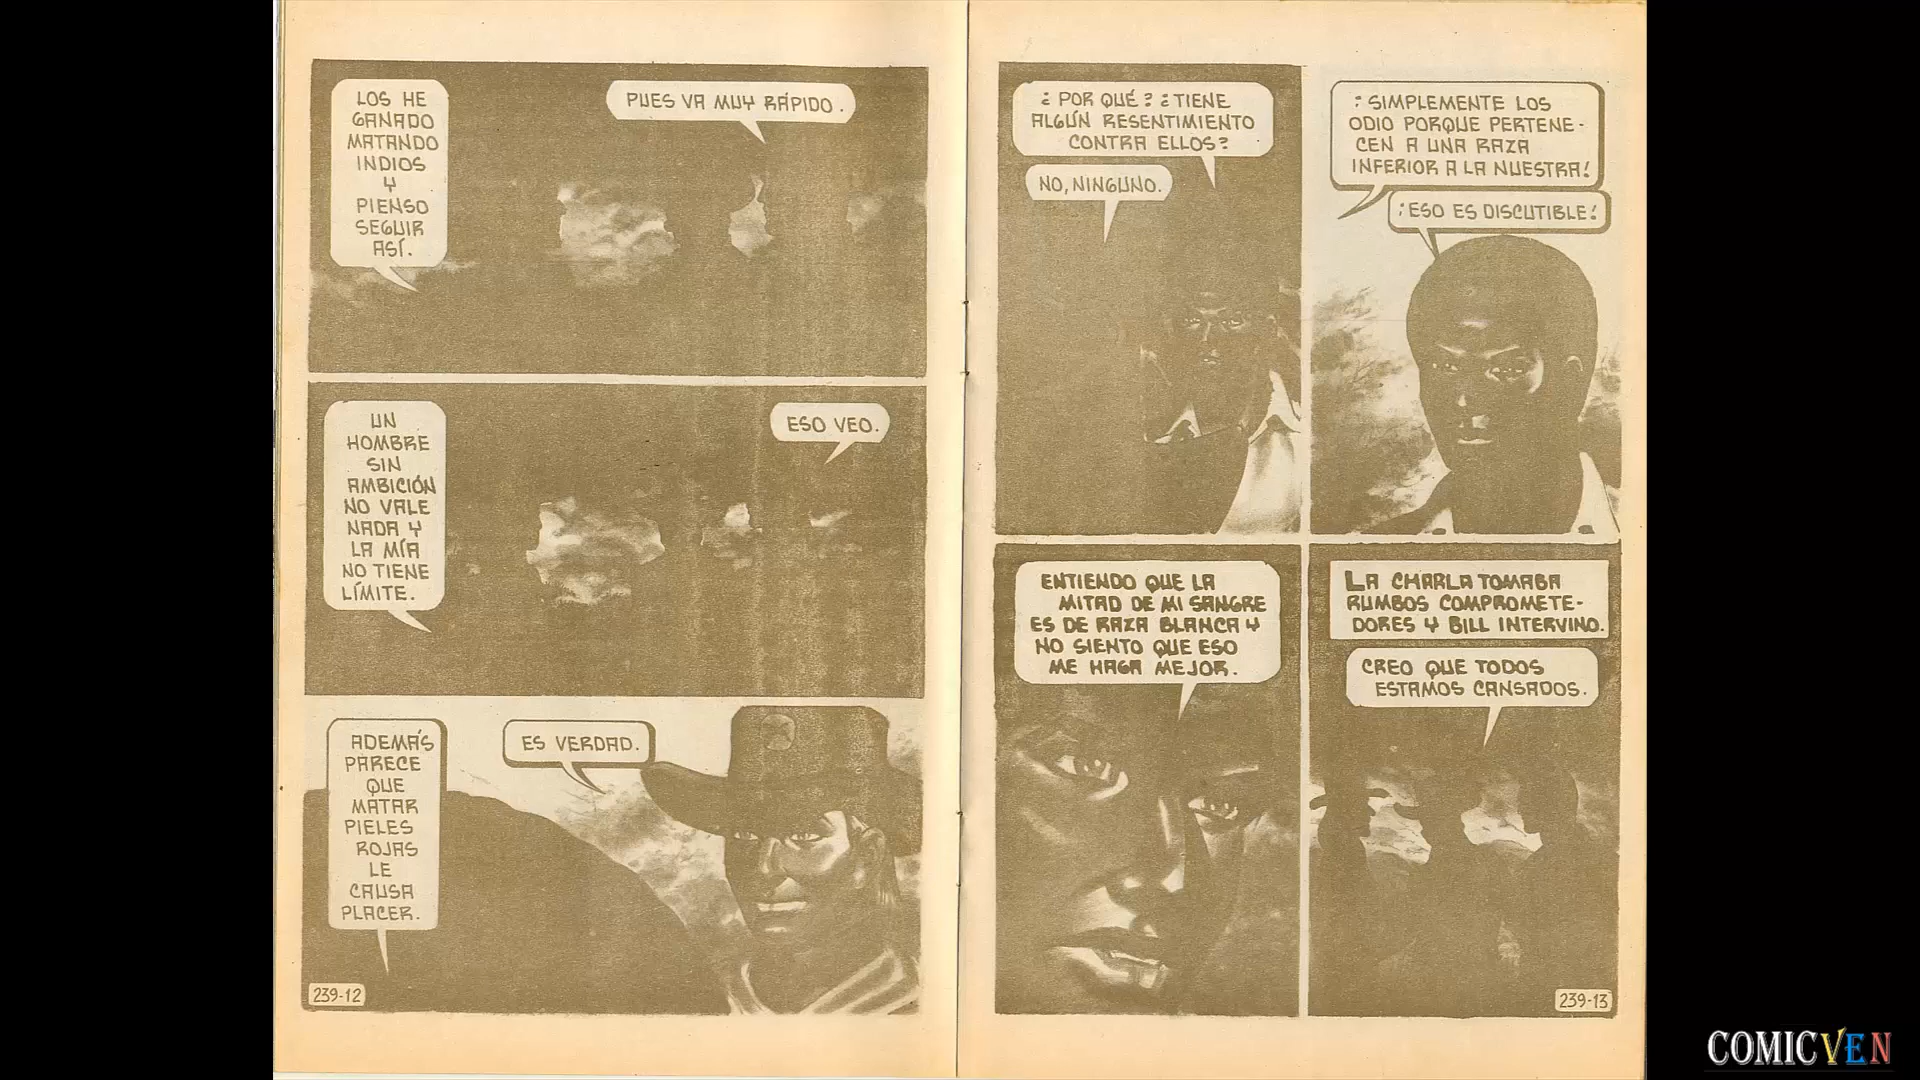 LOS HE
GANADO
MATANDO
INDIOS
Y
PIENSO
SEGUIR
ASÍ.
PUES VA MUY RÁPIDO.
UN
HOMBRE
SIN
AMBICIÓN
NO VALE
NADA Y
LA MÍA
NO TIENE
LÍMITE.
ESO VEO.
ADEMÁS
PARECE
QUE
MATAR
PIELES
ROJAS
LE
CAUSA
PLACER.
ES VERDAD.
239-12
¿POR QUÉ? ¿TIENE
ALGÚN RESENTIMIENTO
CONTRA ELLOS?
NO, NINGUNO.
¡SIMPLEMENTE LOS
ODIO PORQUE PERTENE-
CEN A UNA RAZA
INFERIOR A LA NUESTRA!
¡ESO ES DISCUTIBLE!
ENTIENDO QUE LA
MITAD DE MI SANGRE
ES DE RAZA BLANCA Y
NO SIENTO QUE ESO
ME HAGA MEJOR.
LA CHARLA TOMABA
RUMBOS COMPROMETE-
DORES Y BILL INTERVINO.
CREO QUE TODOS
ESTAMOS CANSADOS.
239-13
COMICVEN